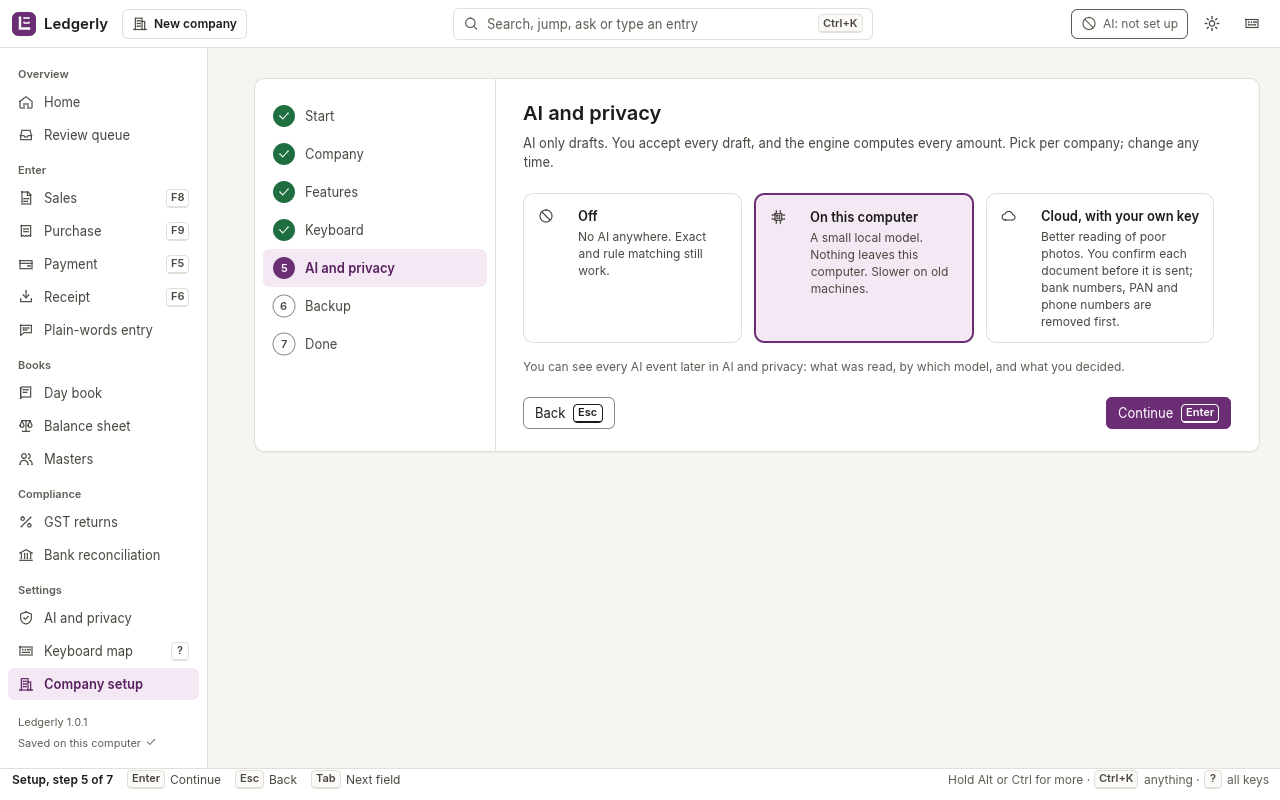 Ledgerly
New company
Search, jump, ask or type an entry
Ctrl+K
AI: not set up
Overview
Home
Review queue
Enter
Sales F8
Purchase F9
Payment F5
Receipt F6
Plain-words entry
Books
Day book
Balance sheet
Masters
Compliance
GST returns
Bank reconciliation
Settings
AI and privacy
Keyboard map ?
Company setup
Ledgerly 1.0.1
Saved on this computer
Start
Company
Features
Keyboard
5 AI and privacy
6 Backup
7 Done
AI and privacy
AI only drafts. You accept every draft, and the engine computes every amount. Pick per company; change any
time.
Off
No AI anywhere. Exact
and rule matching still
work.
On this computer
A small local model.
Nothing leaves this
computer. Slower on old
machines.
Cloud, with your own key
Better reading of poor
photos. You confirm each
document before it is sent;
bank numbers, PAN and
phone numbers are
removed first.
You can see every AI event later in AI and privacy: what was read, by which model, and what you decided.
Back Esc
Continue Enter
Setup, step 5 of 7 Enter Continue Esc Back Tab Next field
Hold Alt or Ctrl for more · Ctrl+K anything · ? all keys